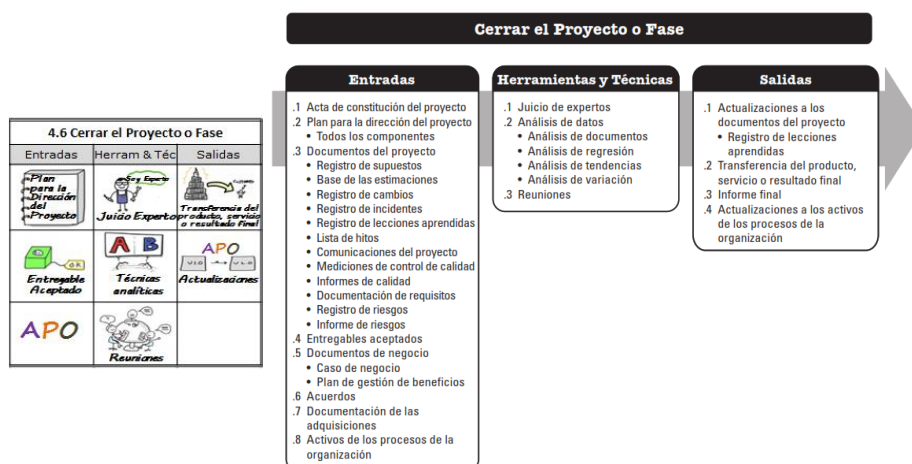 Cerrar el Proyecto o Fase
4.6 Cerrar el Proyecto o Fase
Entradas
Herram & Téc
Salidas
Plan
para la
Dirección
del
Proyecto
Soy Experto
Juicio Experto
Transferencia del
producto, servicio
o resultado final
OK
Entregable
Aceptado
A B
Técnicas
analíticas
APO
V1.0
V1.0
Actualizaciones
APO
Reuniones
Entradas
.1 Acta de constitución del proyecto
.2 Plan para la dirección del proyecto
• Todos los componentes
.3 Documentos del proyecto
• Registro de supuestos
• Base de las estimaciones
• Registro de cambios
• Registro de incidentes
• Registro de lecciones aprendidas
• Lista de hitos
• Comunicaciones del proyecto
• Mediciones de control de calidad
• Informes de calidad
• Documentación de requisitos
• Registro de riesgos
• Informe de riesgos
.4 Entregables aceptados
.5 Documentos de negocio
• Caso de negocio
• Plan de gestión de beneficios
.6 Acuerdos
.7 Documentación de las
adquisiciones
.8 Activos de los procesos de la
organización
Herramientas y Técnicas
.1 Juicio de expertos
.2 Análisis de datos
• Análisis de documentos
• Análisis de regresión
• Análisis de tendencias
• Análisis de variación
.3 Reuniones
Salidas
.1 Actualizaciones a los
documentos del proyecto
• Registro de lecciones
aprendidas
.2 Transferencia del producto,
servicio o resultado final
.3 Informe final
.4 Actualizaciones a los activos
de los procesos de la
organización